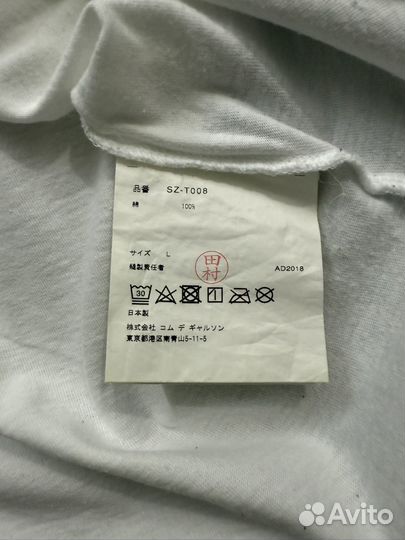 品番 SZ-T008
綿 100%
サイズ L
縫製責任者 田村 AD2018
30
日本製
株式会社 コム デ ギャルソン
東京都港区南青山5-11-5
Avito